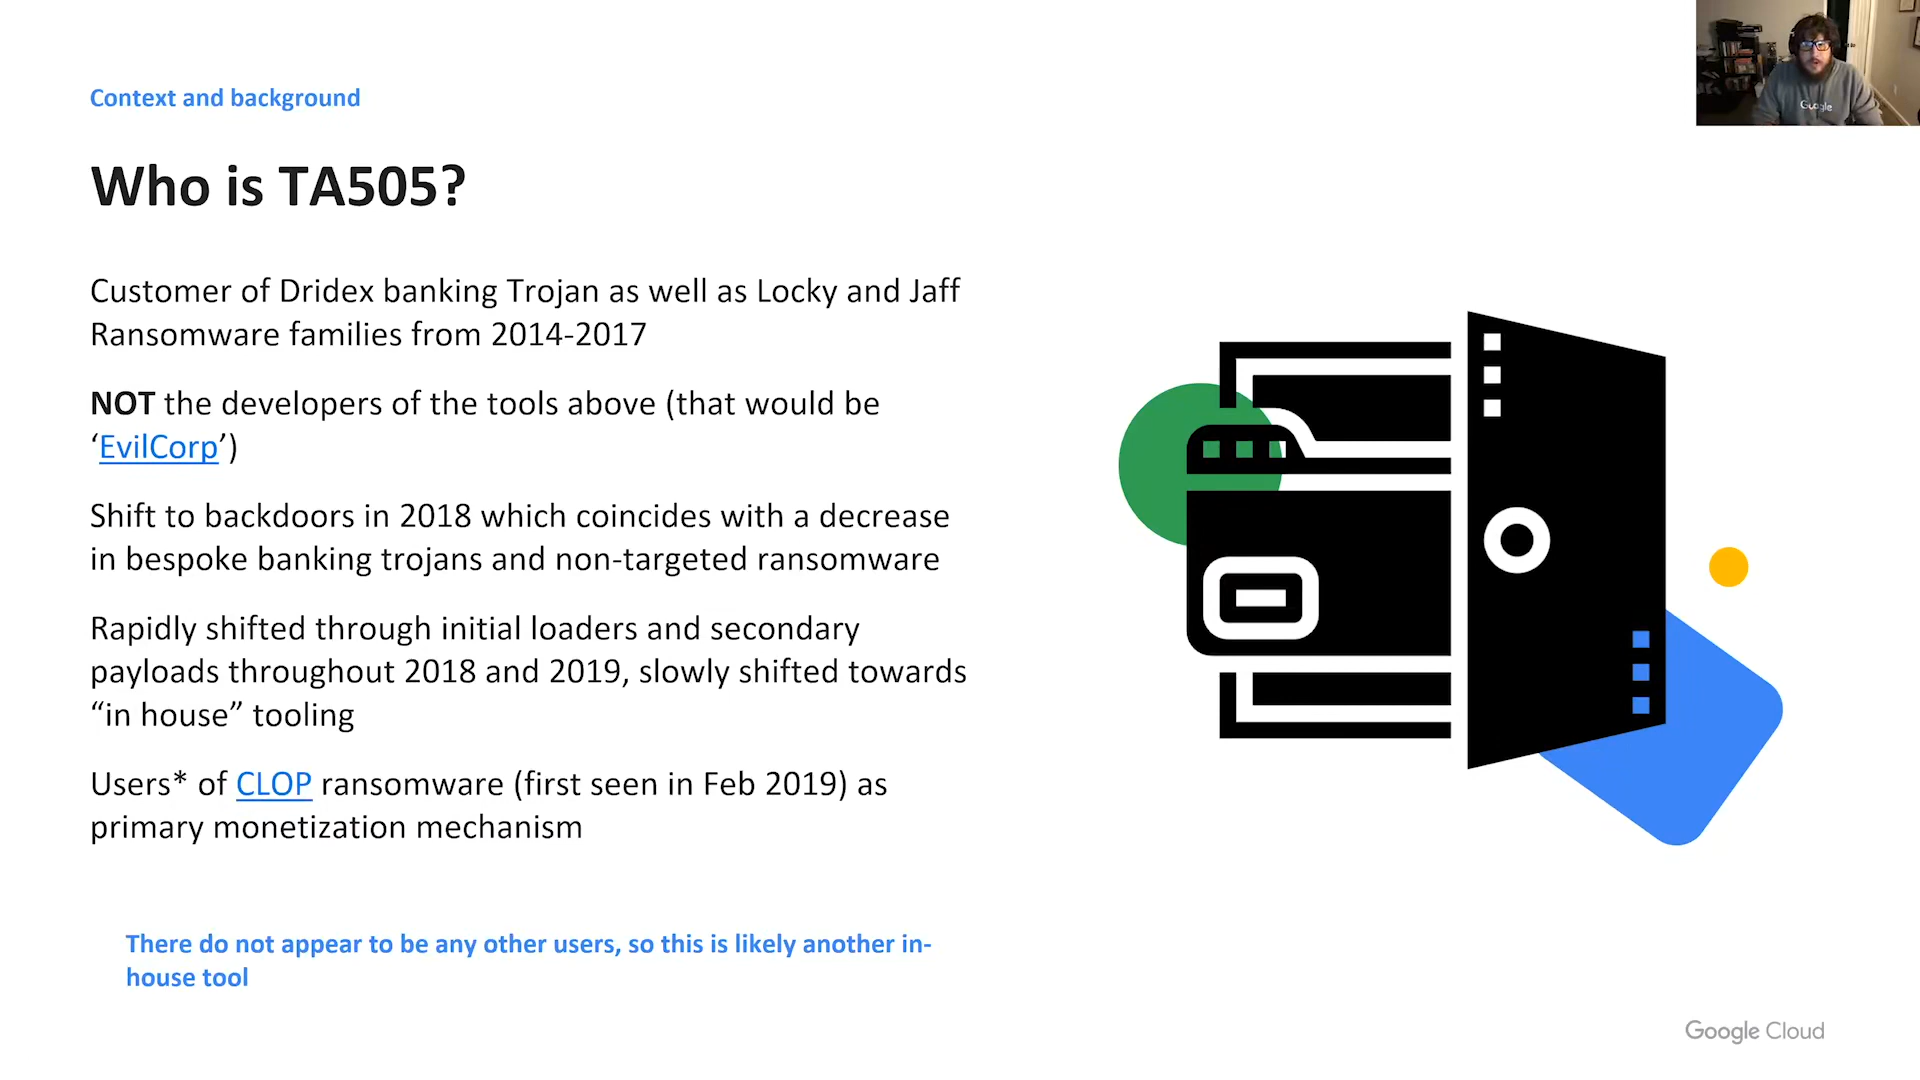 Context and background
Who is TA505?
Customer of Dridex banking Trojan as well as Locky and Jaff
Ransomware families from 2014-2017
NOT the developers of the tools above (that would be
‘EvilCorp’)
Shift to backdoors in 2018 which coincides with a decrease
in bespoke banking trojans and non-targeted ransomware
Rapidly shifted through initial loaders and secondary
payloads throughout 2018 and 2019, slowly shifted towards
“in house” tooling
Users* of CLOP ransomware (first seen in Feb 2019) as
primary monetization mechanism
There do not appear to be any other users, so this is likely another in-
house tool
Google
Google Cloud